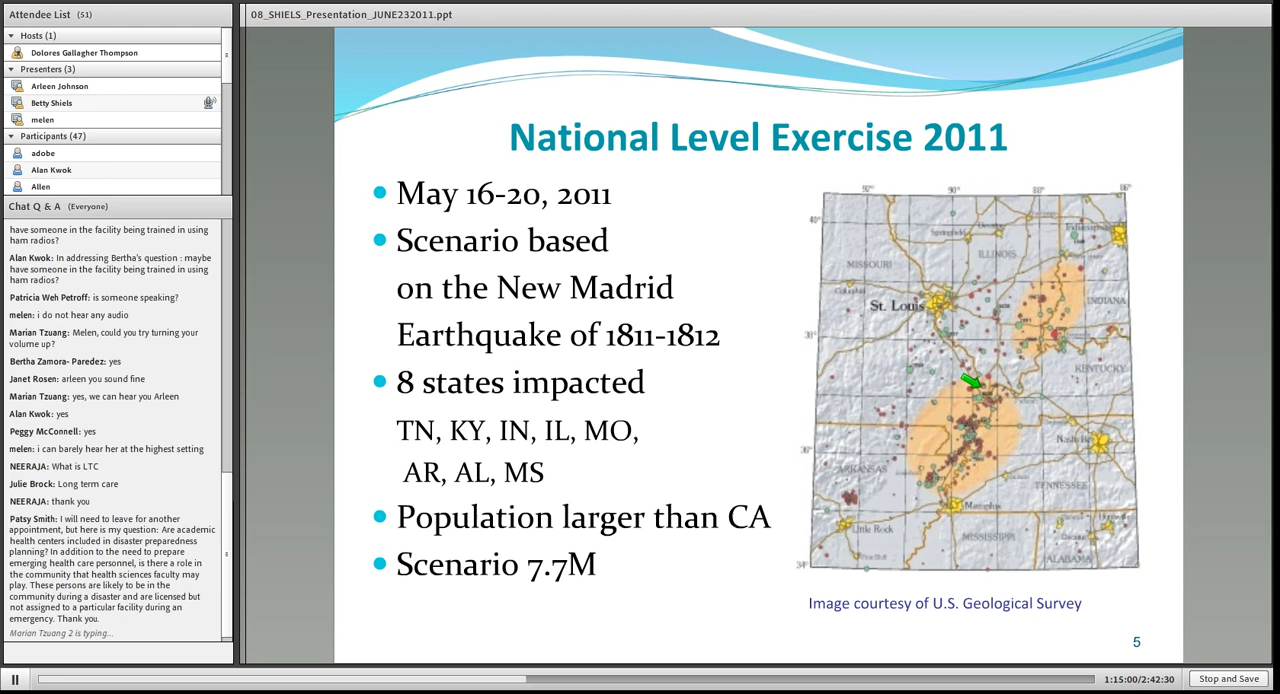 Attendee List (51)
Hosts (1)
Dolores Gallagher Thompson
Presenters (3)
Arleen Johnson
Betty Shiels
melen
Participants (47)
adobe
Alan Kwok
Allen
Chat Q & A (Everyone)
have someone in the facility being trained in using
ham radios?
Alan Kwok: In addressing Bertha's question : maybe
have someone in the facility being trained in using
ham radios?
Patricia Weh Petroff: is someone speaking?
melen: i do not hear any audio
Marian Tzuang: Melen, could you try turning your
volume up?
Bertha Zamora- Paredez: yes
Janet Rosen: arleen you sound fine
Marian Tzuang: yes, we can hear you Arleen
Alan Kwok: yes
Peggy McConnell: yes
melen: i can barely hear her at the highest setting
NEERAJA: What is LTC
Julie Brock: Long term care
NEERAJA: thank you
Patsy Smith: I will need to leave for another
appointment, but here is my question: Are academic
health centers included in disaster preparedness
planning? In addition to the need to prepare
emerging health care personnel, is there a role in
the community that health sciences faculty may
play. These persons are likely to be in the
community during a disaster and are licensed but
not assigned to a particular facility during an
emergency. Thank you.
Marian Tzuang 2 is typing...
08_SHIELS_Presentation_JUNE232011.ppt
National Level Exercise 2011
May 16-20, 2011
Scenario based
on the New Madrid
Earthquake of 1811-1812
8 states impacted
TN, KY, IN, IL, MO,
AR, AL, MS
Population larger than CA
Scenario 7.7M
92° 90° 88° 86°
40°
Springfield
Indianapolis
ILLINOIS
MISSOURI
Columbia
INDIANA
St. Louis
38°
KENTUCKY
Nashville
36°
ARKANSAS
TENNESSEE
Memphis
Little Rock
MISSISSIPPI
ALABAMA
34°
Image courtesy of U.S. Geological Survey
5
1:15:00/2:42:30
Stop and Save